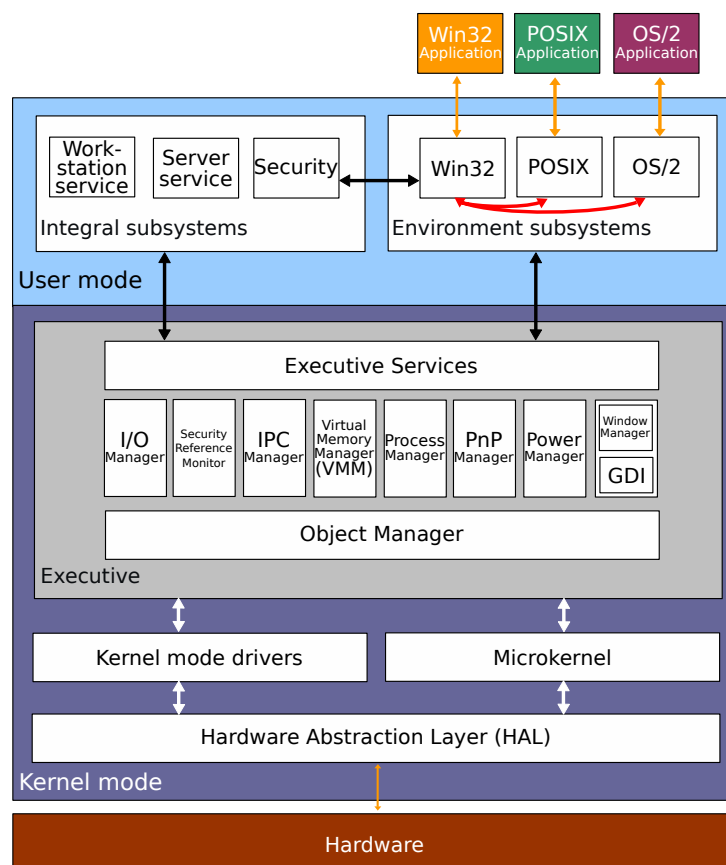 Win32
Application
POSIX
Application
OS/2
Application
Work-
station
service
Server
service
Security
Integral subsystems
Win32
POSIX
OS/2
Environment subsystems
User mode
Executive Services
I/O
Manager
Security
Reference
Monitor
IPC
Manager
Virtual
Memory
Manager
(VMM)
Process
Manager
PnP
Manager
Power
Manager
Window
Manager
GDI
Object Manager
Executive
Kernel mode drivers
Microkernel
Hardware Abstraction Layer (HAL)
Kernel mode
Hardware